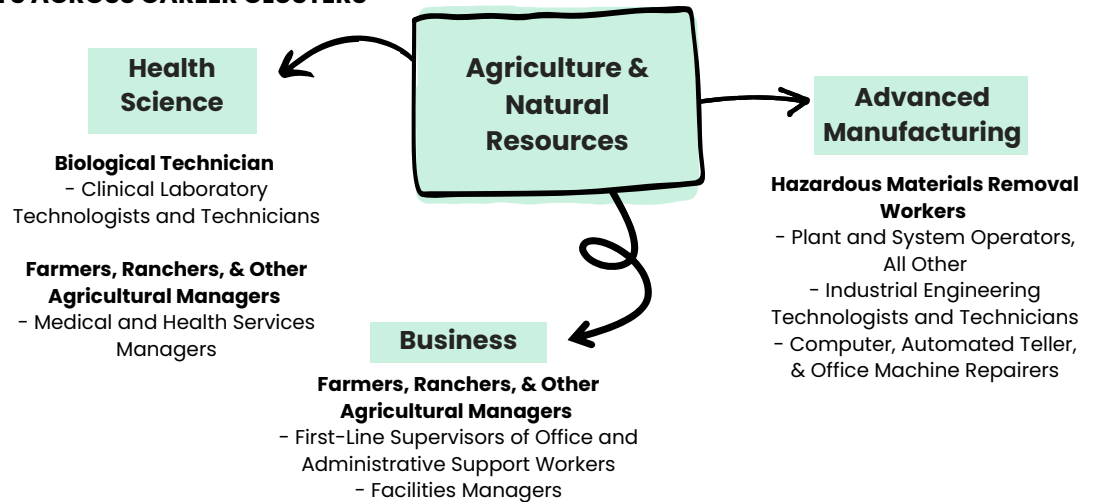 ACROSS CAREER CLUSTERS
Agriculture &
Natural
Resources
Health
Science
Biological Technician
- Clinical Laboratory
Technologists and Technicians
Farmers, Ranchers, & Other
Agricultural Managers
- Medical and Health Services
Managers
Business
Farmers, Ranchers, & Other
Agricultural Managers
- First-Line Supervisors of Office and
Administrative Support Workers
- Facilities Managers
Advanced
Manufacturing
Hazardous Materials Removal
Workers
- Plant and System Operators,
All Other
- Industrial Engineering
Technologists and Technicians
- Computer, Automated Teller,
& Office Machine Repairers